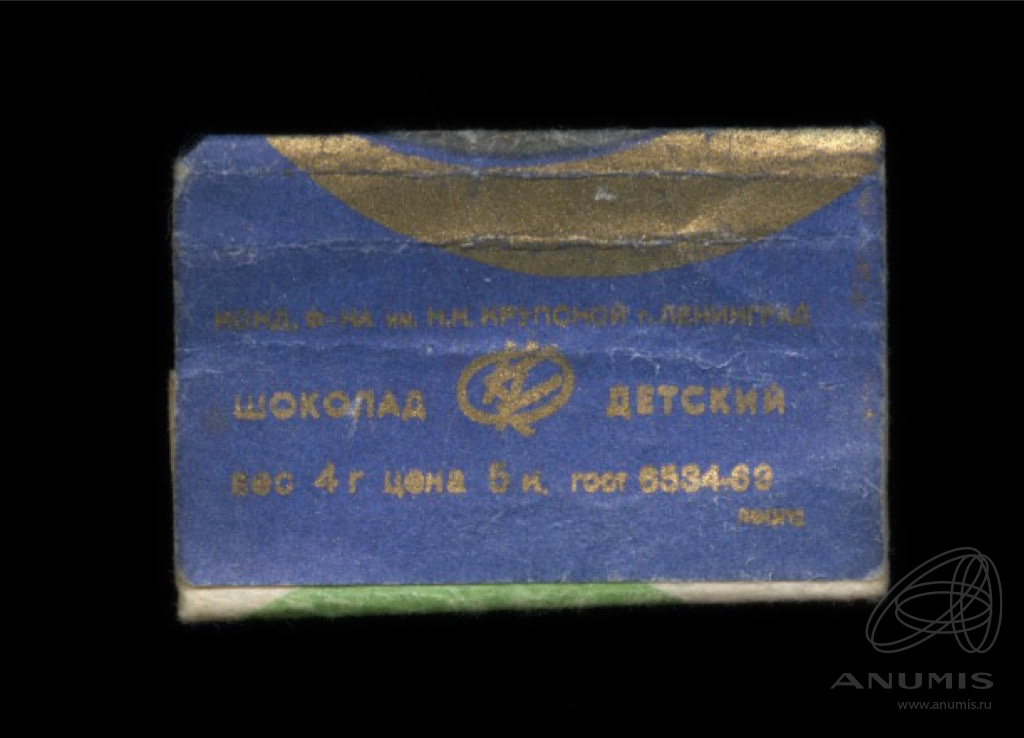 КОНД. Ф-КА им. Н.К. КРУПСКОЙ г. ЛЕНИНГРАД
ШОКОЛАД ДЕТСКИЙ
вес 4 г цена 5 к. гост 6534-69
ANUMIS
www.anumis.ru